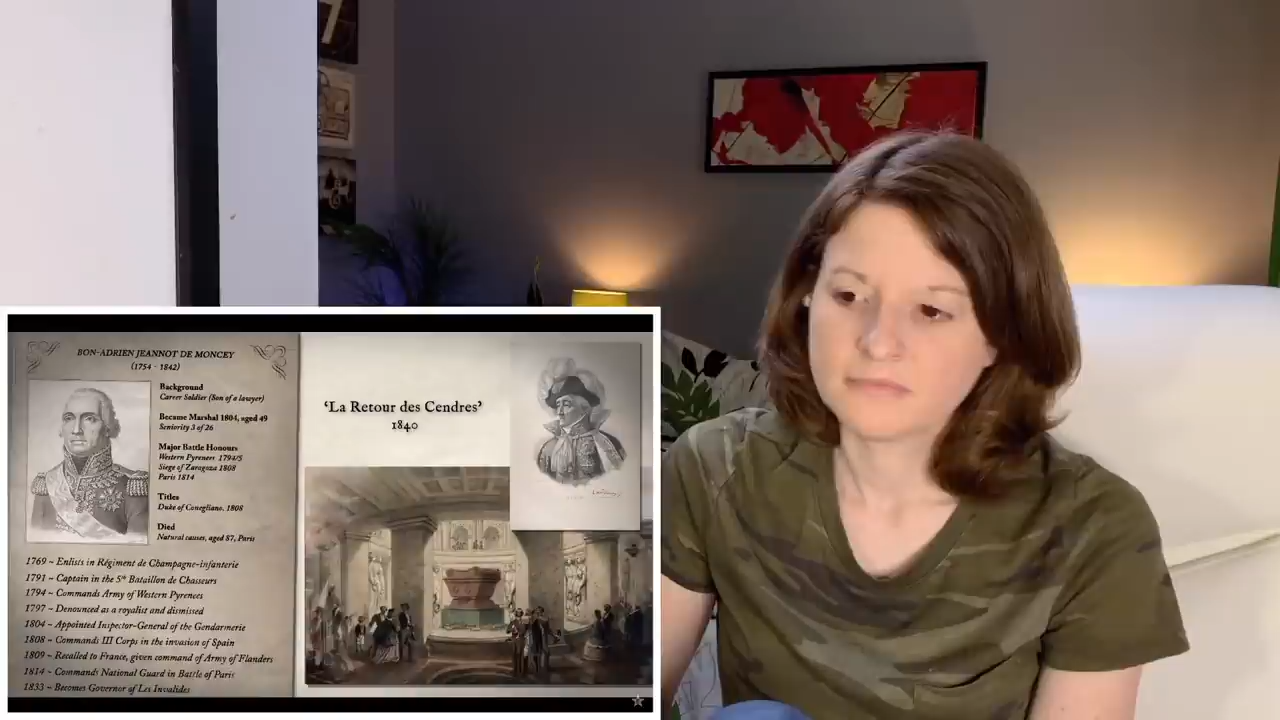 BON-ADRIEN JEANNOT DE MONCEY
(1754 - 1842)
Background
Career Soldier (Son of a lawyer)
Became Marshal 1804, aged 49
Seniority 3 of 26
Major Battle Honours
Western Pyrenees 1794/5
Siege of Zaragoza 1808
Paris 1814
Titles
Duke of Conegliano, 1808
Died
Natural causes, aged 87, Paris
1769 ~ Enlists in Régiment de Champagne-infanterie
1791 ~ Captain in the 5th Bataillon de Chasseurs
1794 ~ Commands Army of Western Pyrenees
1797 ~ Denounced as a royalist and dismissed
1804 ~ Appointed Inspector-General of the Gendarmerie
1808 ~ Commands III Corps in the invasion of Spain
1809 ~ Recalled to France, given command of Army of Flanders
1814 ~ Commands National Guard in Battle of Paris
1833 ~ Becomes Governor of Les Invalides
‘La Retour des Cendres’
1840